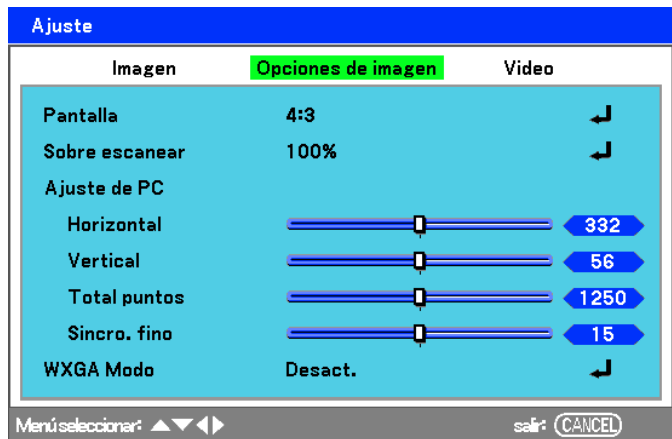 Ajuste
Imagen Opciones de imagen Video
Pantalla 4:3
Sobre escanear 100%
Ajuste de PC
Horizontal 332
Vertical 56
Total puntos 1250
Sincro. fino 15
WXGA Modo Desact.
Menú seleccionar: salir: CANCEL